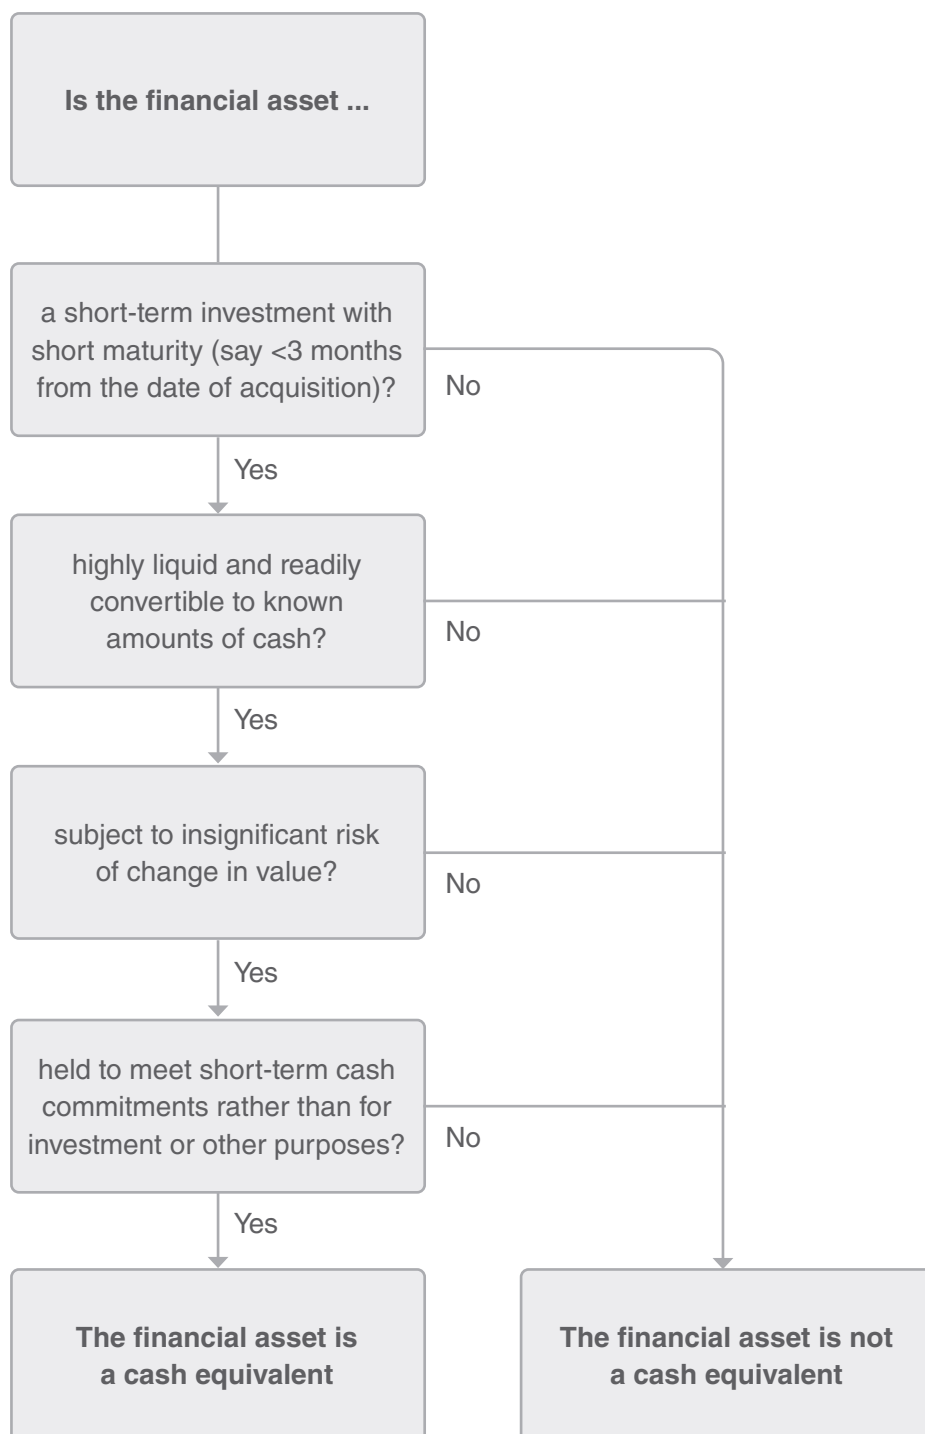 Is the financial asset ...
a short-term investment with
short maturity (say <3 months
from the date of acquisition)?
No
Yes
highly liquid and readily
convertible to known
amounts of cash?
No
Yes
subject to insignificant risk
of change in value?
No
Yes
held to meet short-term cash
commitments rather than for
investment or other purposes?
No
Yes
The financial asset is
a cash equivalent
The financial asset is not
a cash equivalent